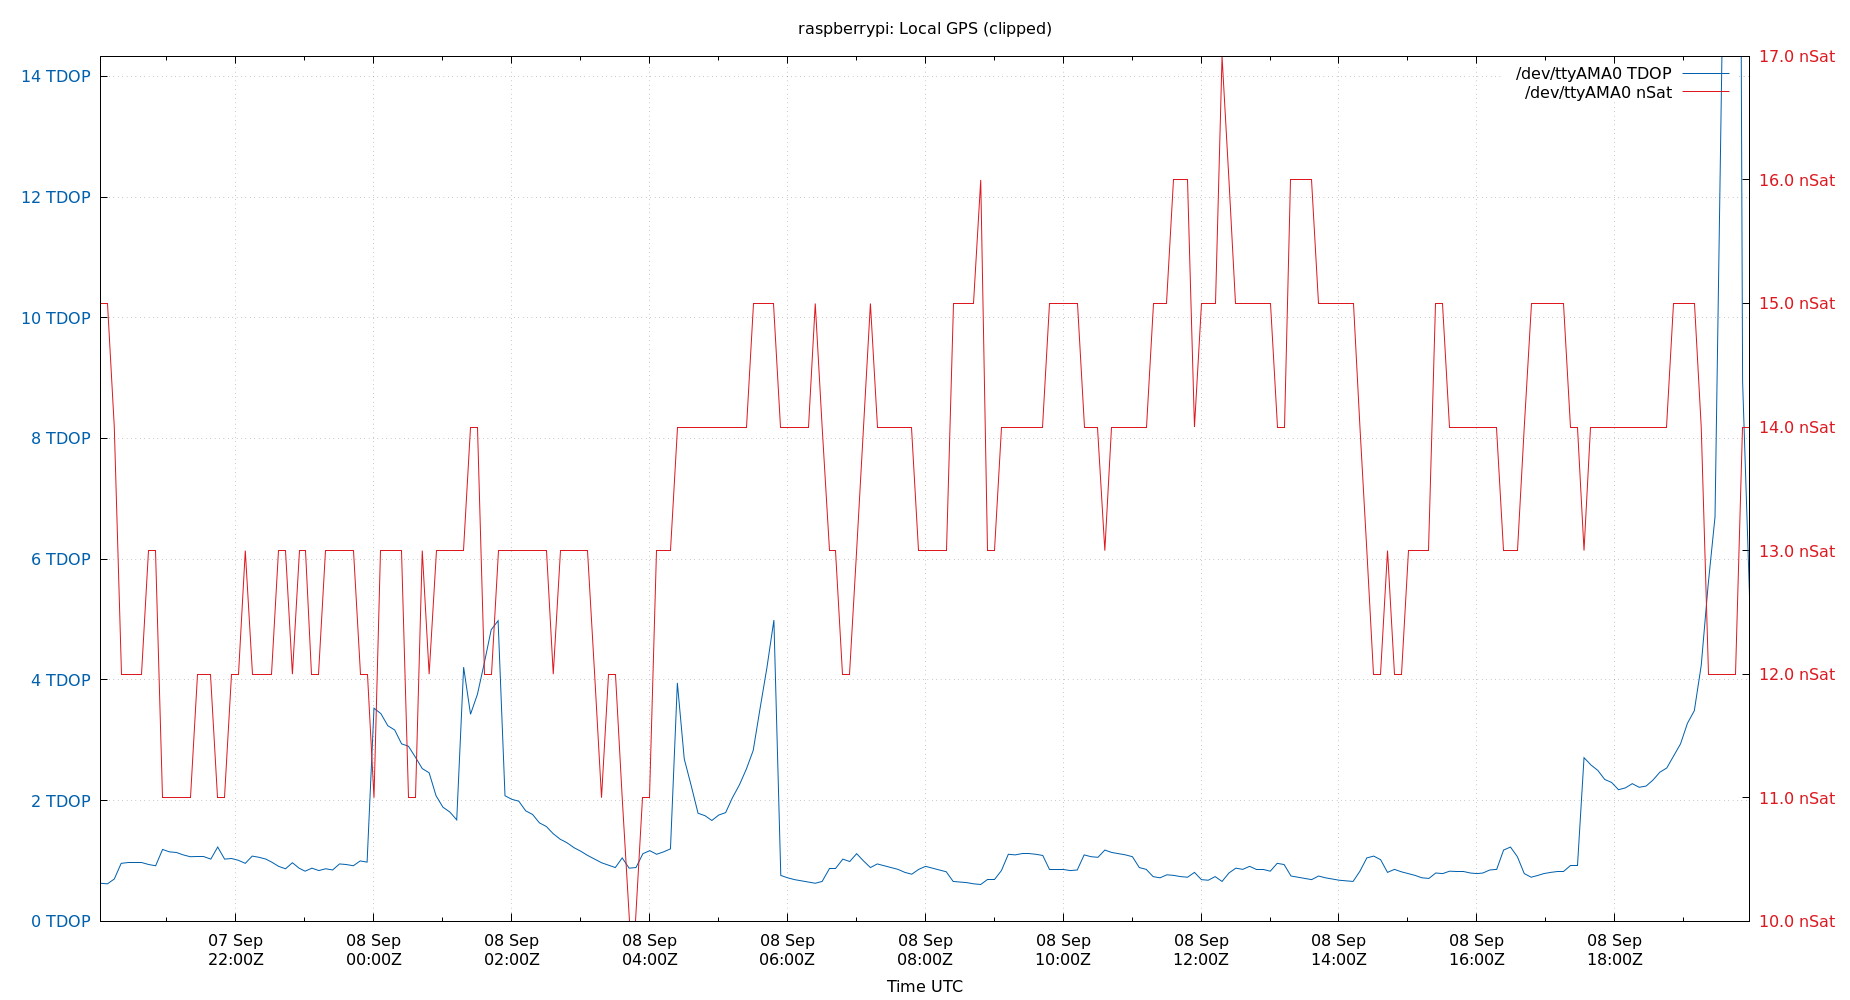 raspberrypi: Local GPS (clipped)
14 TDOP
12 TDOP
10 TDOP
8 TDOP
6 TDOP
4 TDOP
2 TDOP
0 TDOP
17.0 nSat
16.0 nSat
15.0 nSat
14.0 nSat
13.0 nSat
12.0 nSat
11.0 nSat
10.0 nSat
/dev/ttyAMA0 TDOP
/dev/ttyAMA0 nSat
07 Sep
22:00Z
08 Sep
00:00Z
08 Sep
02:00Z
08 Sep
04:00Z
08 Sep
06:00Z
08 Sep
08:00Z
08 Sep
10:00Z
08 Sep
12:00Z
08 Sep
14:00Z
08 Sep
16:00Z
08 Sep
18:00Z
Time UTC